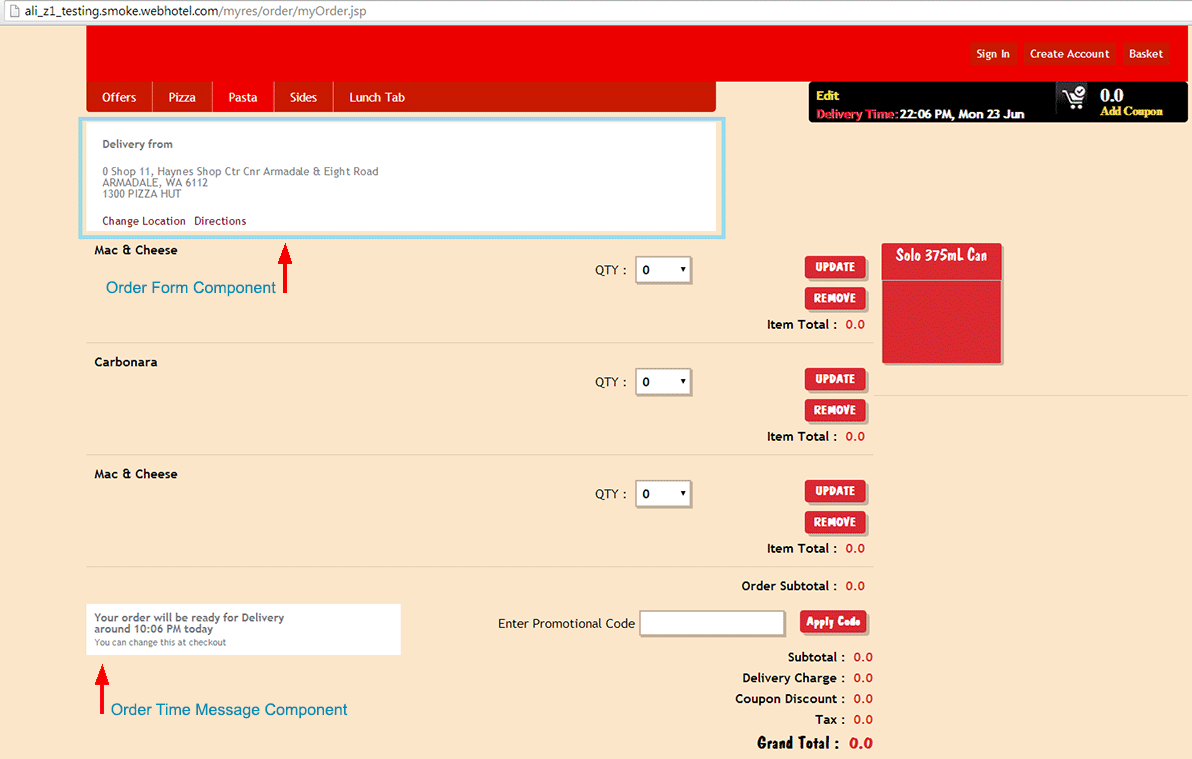 ali_z1_testing.smoke.webhotel.com/myres/order/myOrder.jsp
Sign In Create Account Basket
Offers Pizza Pasta Sides Lunch Tab
Edit
Delivery Time:22:06 PM, Mon 23 Jun
0.0
Add Coupon
Delivery from
0 Shop 11, Haynes Shop Ctr Cnr Armadale & Eight Road
ARMADALE, WA 6112
1300 PIZZA HUT
Change Location Directions
Mac & Cheese
QTY : 0
UPDATE
REMOVE
Item Total : 0.0
Solo 375mL Can
Order Form Component
Carbonara
QTY : 0
UPDATE
REMOVE
Item Total : 0.0
Mac & Cheese
QTY : 0
UPDATE
REMOVE
Item Total : 0.0
Order Subtotal : 0.0
Your order will be ready for Delivery
around 10:06 PM today
You can change this at checkout
Enter Promotional Code Apply Code
Order Time Message Component
Subtotal : 0.0
Delivery Charge : 0.0
Coupon Discount : 0.0
Tax : 0.0
Grand Total : 0.0